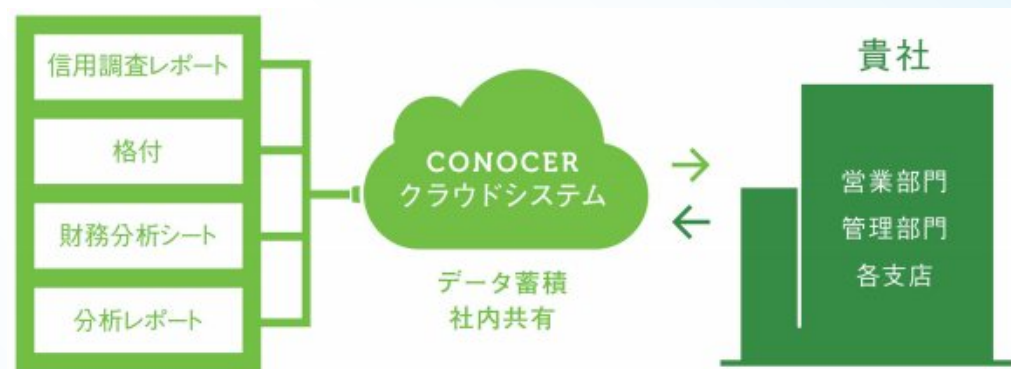 信用調査レポート
格付
財務分析シート
分析レポート
CONOCER
クラウドシステム
データ蓄積
社内共有
貴社
営業部門
管理部門
各支店